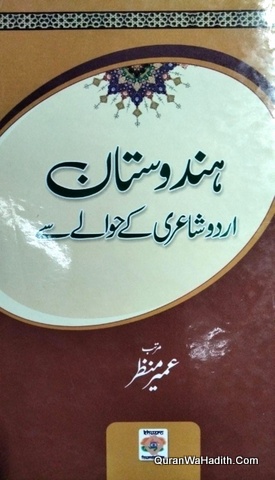 ہندوستان
اردو شاعری کے حوالے سے
مرتب
عمیر منظر
QuranWaHadith.Com